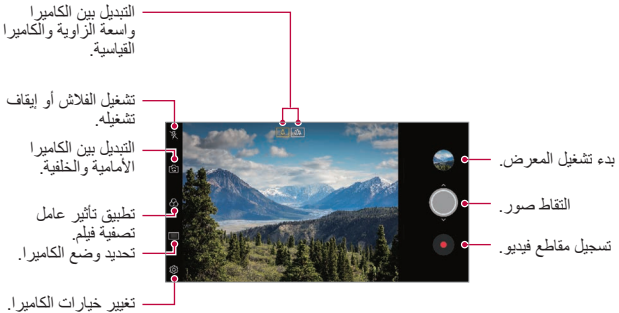 التبديل بين الكاميرا
واسعة الزاوية والكاميرا
القياسية.
تشغيل الفلاش أو إيقاف
تشغيله.
التبديل بين الكاميرا
الأمامية والخلفية.
تطبيق تأثير عامل
تصفية فيلم.
تحديد وضع الكاميرا.
تغيير خيارات الكاميرا.
بدء تشغيل المعرض.
التقاط صور.
تسجيل مقاطع فيديو.